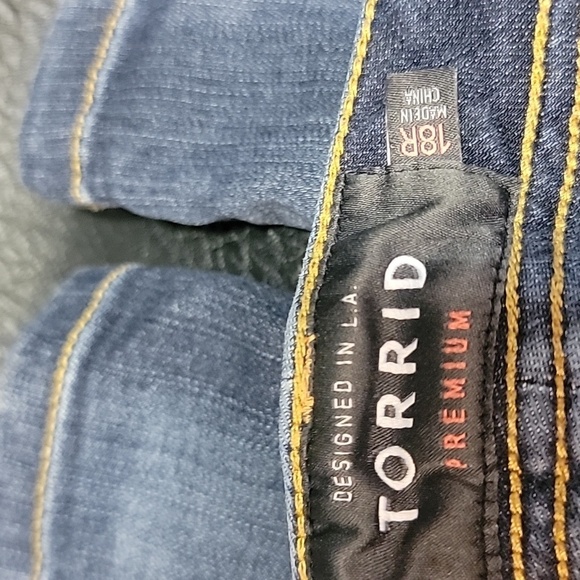 DESIGNED IN L.A.
TORRID
PREMIUM
18R
MADE IN
CHINA